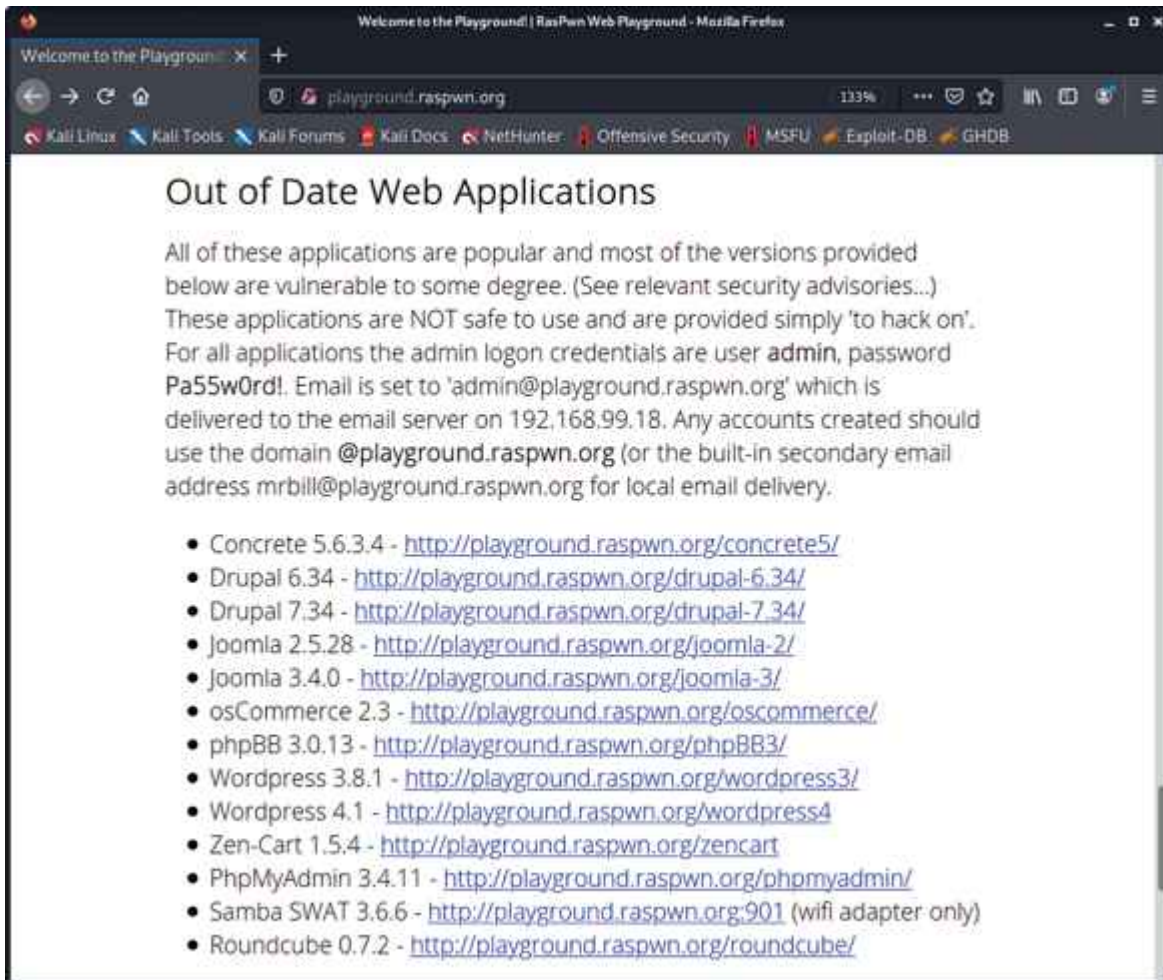 Welcome to the Playground! | RasPwn Web Playground - Mozilla Firefox
Welcome to the Playground
playground.raspwn.org 133%
Kali Linux Kali Tools Kali Forums Kali Docs NetHunter Offensive Security MSFU Exploit-DB GHDB
Out of Date Web Applications
All of these applications are popular and most of the versions provided
below are vulnerable to some degree. (See relevant security advisories...)
These applications are NOT safe to use and are provided simply 'to hack on'.
For all applications the admin logon credentials are user admin, password
Pa55w0rd!. Email is set to 'admin@playground.raspwn.org' which is
delivered to the email server on 192.168.99.18. Any accounts created should
use the domain @playground.raspwn.org (or the built-in secondary email
address mrbill@playground.raspwn.org for local email delivery.
• Concrete 5.6.3.4 - http://playground.raspwn.org/concrete5/
• Drupal 6.34 - http://playground.raspwn.org/drupal-6.34/
• Drupal 7.34 - http://playground.raspwn.org/drupal-7.34/
• Joomla 2.5.28 - http://playground.raspwn.org/joomla-2/
• Joomla 3.4.0 - http://playground.raspwn.org/joomla-3/
• osCommerce 2.3 - http://playground.raspwn.org/oscommerce/
• phpBB 3.0.13 - http://playground.raspwn.org/phpBB3/
• Wordpress 3.8.1 - http://playground.raspwn.org/wordpress3/
• Wordpress 4.1 - http://playground.raspwn.org/wordpress4
• Zen-Cart 1.5.4 - http://playground.raspwn.org/zencart
• PhpMyAdmin 3.4.11 - http://playground.raspwn.org/phpmyadmin/
• Samba SWAT 3.6.6 - http://playground.raspwn.org:901 (wifi adapter only)
• Roundcube 0.7.2 - http://playground.raspwn.org/roundcube/